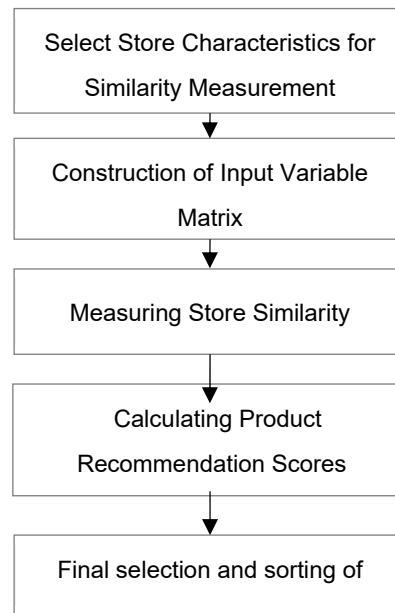 Select Store Characteristics for
Similarity Measurement
Construction of Input Variable
Matrix
Measuring Store Similarity
Calculating Product
Recommendation Scores
Final selection and sorting of